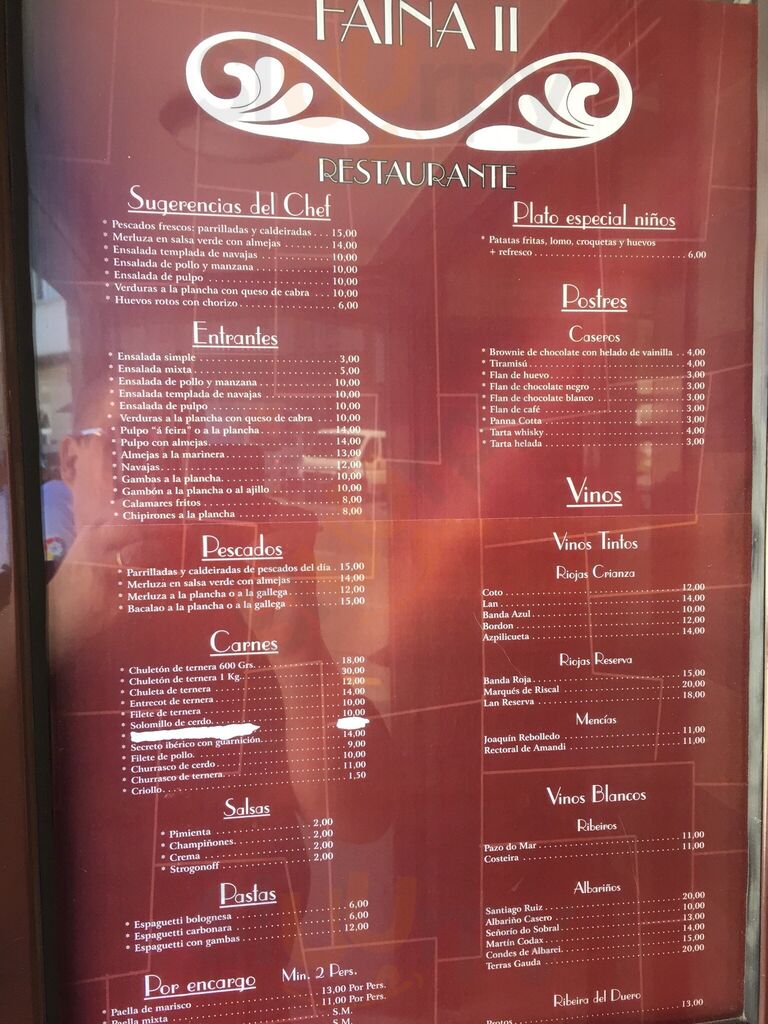 FAINA II
RESTAURANTE
Sugerencias del Chef
* Pescados frescos: parrilladas y caldeiradas . . . 15,00
* Merluza en salsa verde con almejas . . . 14,00
* Ensalada templada de navajas . . . 10,00
* Ensalada de pollo y manzana . . . 10,00
* Ensalada de pulpo . . . 10,00
* Verduras a la plancha con queso de cabra . . . 10,00
* Huevos rotos con chorizo . . . 6,00
Entrantes
* Ensalada simple . . . 3,00
* Ensalada mixta . . . 5,00
* Ensalada de pollo y manzana . . . 10,00
* Ensalada templada de navajas . . . 10,00
* Ensalada de pulpo . . . 10,00
* Verduras a la plancha con queso de cabra . . . 10,00
* Pulpo "á feira" o a la plancha . . . 14,00
* Pulpo con almejas . . . 14,00
* Almejas a la marinera . . . 13,00
* Navajas . . . 12,00
* Gambas a la plancha . . . 10,00
* Gambón a la plancha o al ajillo . . . 10,00
* Calamares fritos . . . 8,00
* Chipirones a la plancha . . . 8,00
Pescados
* Parrilladas y caldeiradas de pescados del día . 15,00
* Merluza en salsa verde con almejas . . . 14,00
* Merluza a la plancha o a la gallega . . . 12,00
* Bacalao a la plancha o a la gallega . . . 15,00
Carnes
* Chuletón de ternera 600 Grs. . . . 18,00
* Chuletón de ternera 1 Kg. . . . 30,00
* Chuleta de ternera . . . 12,00
* Entrecot de ternera . . . 14,00
* Filete de ternera . . . 10,00
* Solomillo de cerdo . . . 10,00
* Secreto ibérico con guarnición . . . 14,00
* Filete de pollo . . . 9,00
* Churrasco de cerdo . . . 10,00
* Churrasco de ternera . . . 11,00
* Criollo . . . 1,50
Salsas
* Pimienta . . . 2,00
* Champiñones . . . 2,00
* Crema . . . 2,00
* Strogonoff . . . 2,00
Pastas
* Espaguetti bolognesa . . . 6,00
* Espaguetti carbonara . . . 6,00
* Espaguetti con gambas . . . 12,00
Por encargo Min. 2 Pers.
* Paella de marisco . . . 13,00 Por Pers.
* Paella mixta . . . 11,00 Por Pers.
S.M.
S.M.
Plato especial niños
* Patatas fritas, lomo, croquetas y huevos
+ refresco . . . 6,00
Postres
Caseros
* Brownie de chocolate con helado de vainilla . . 4,00
* Tiramisú . . . 4,00
* Flan de huevo . . . 3,00
* Flan de chocolate negro . . . 3,00
* Flan de chocolate blanco . . . 3,00
* Flan de café . . . 3,00
* Panna Cotta . . . 3,00
* Tarta whisky . . . 4,00
* Tarta helada . . . 3,00
Vinos
Vinos Tintos
Riojas Crianza
Coto . . . 12,00
Lan . . . 14,00
Banda Azul . . . 10,00
Bordon . . . 12,00
Azpilicueta . . . 14,00
Riojas Reserva
Banda Roja . . . 15,00
Marqués de Riscal . . . 20,00
Lan Reserva . . . 18,00
Mencías
Joaquín Rebolledo . . . 11,00
Rectoral de Amandi . . . 11,00
Vinos Blancos
Ribeiros
Pazo do Mar . . . 11,00
Costeira . . . 11,00
Albariños
Santiago Ruiz . . . 20,00
Albariño Casero . . . 10,00
Señorío do Sobral . . . 13,00
Martín Codax . . . 14,00
Condes de Albarei . . . 15,00
Terras Gauda . . . 20,00
Ribeira del Duero
Protos . . . 13,00